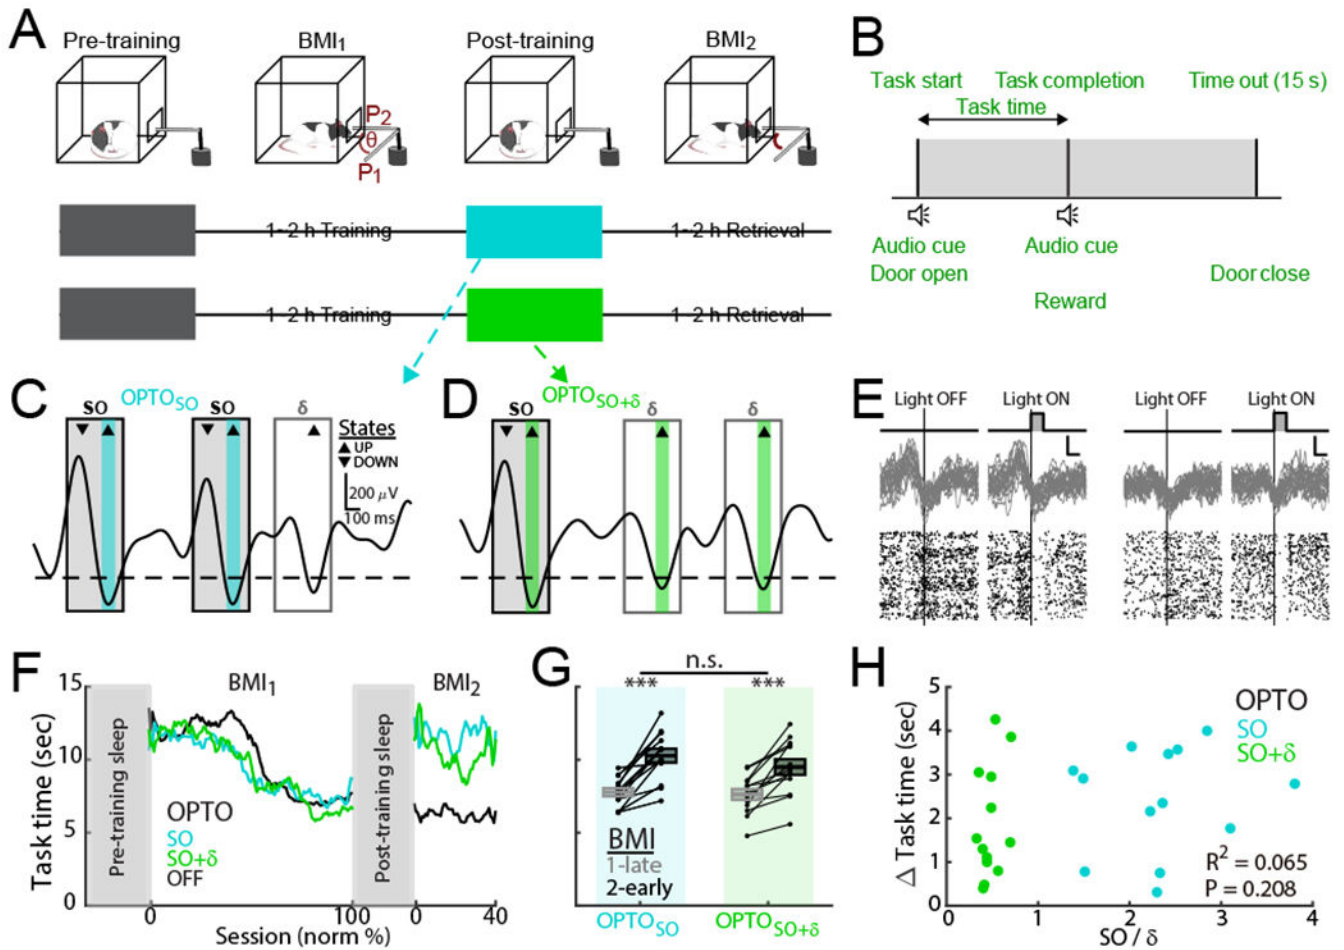 A
Pre-training
BMI1
Post-training
BMI2
P2
θ
P1
1~2 h Training
1~2 h Retrieval
1~2 h Training
1~2 h Retrieval
B
Task start
Task completion
Time out (15 s)
Task time
Audio cue
Audio cue
Door open
Door close
Reward
C
OPTOSO
SO
SO
δ
States
▲UP
▼DOWN
200 μV
100 ms
D
OPTOSO+δ
SO
δ
δ
E
Light OFF
Light ON
Light OFF
Light ON
F
Task time (sec)
15
10
5
0
Pre-training sleep
BMI1
Post-training sleep
BMI2
OPTO
SO
SO+δ
OFF
0
100
0
40
Session (norm %)
G
n.s.
***
***
BMI
1-late
2-early
OPTOSO
OPTOSO+δ
H
Δ Task time (sec)
5
4
3
2
1
0
OPTO
SO
SO+δ
R2 = 0.065
P = 0.208
0
1
2
3
4
SO / δ